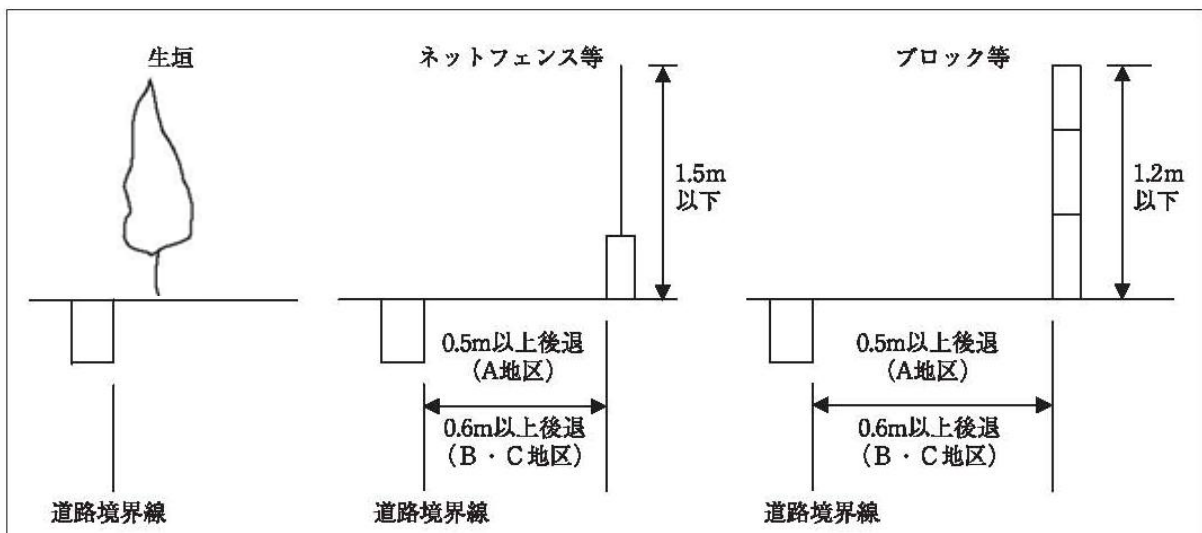 生垣
ネットフェンス等
1.5m
以下
0.5m以上後退
（A地区）
0.6m以上後退
（B・C地区）
ブロック等
1.2m
以下
0.5m以上後退
（A地区）
0.6m以上後退
（B・C地区）
道路境界線
道路境界線
道路境界線